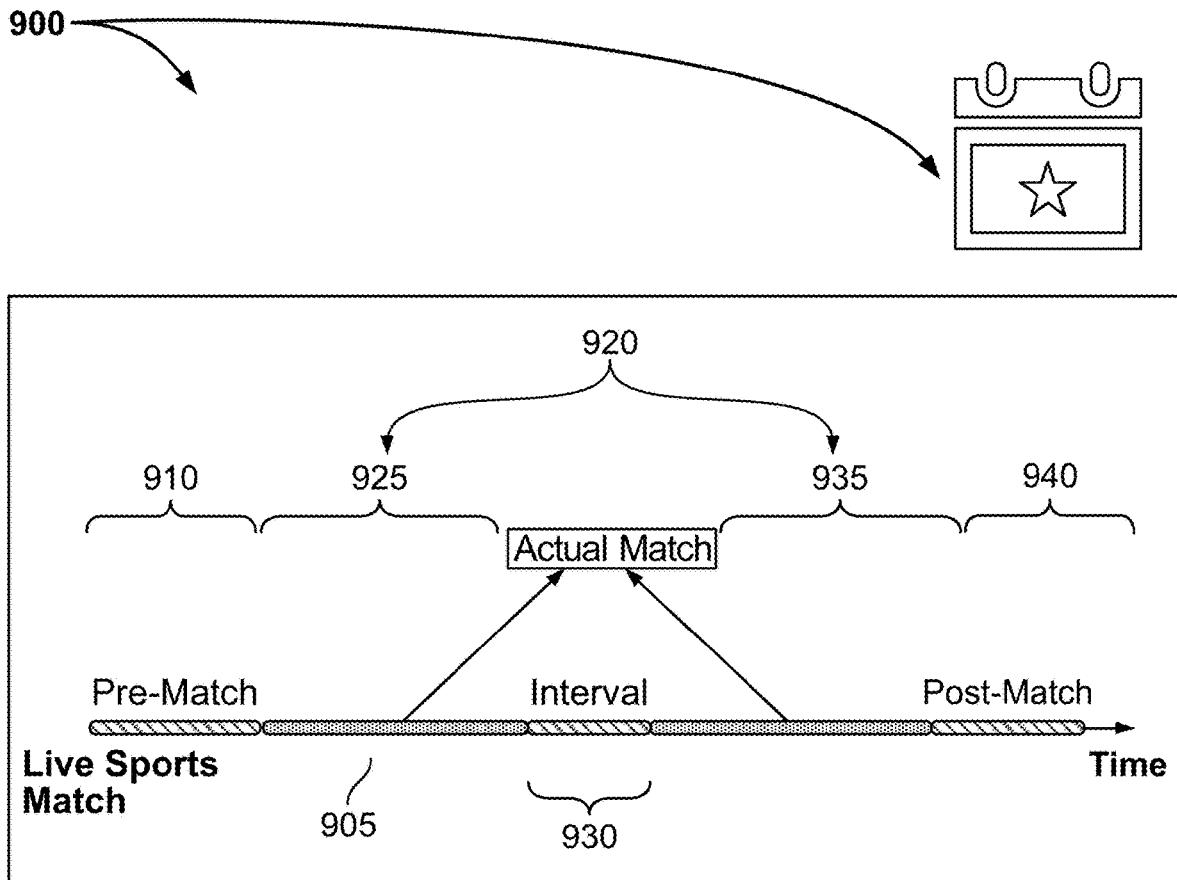 900
920
910 925 935 940
Actual Match
Pre-Match Interval Post-Match
Live Sports Time
Match
905 930